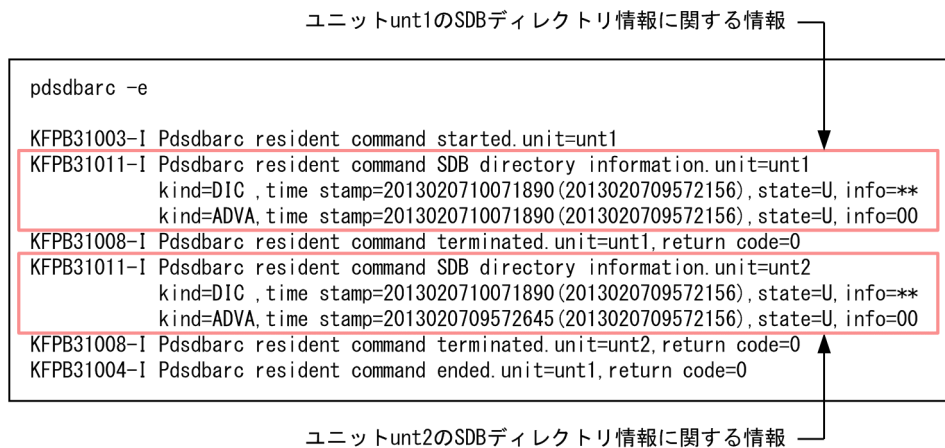 ユニットunt1のSDBディレクトリ情報に関する情報
pdsdbarc -e
KFPB31003-I Pdsdbarc resident command started.unit=unt1
KFPB31011-I Pdsdbarc resident command SDB directory information.unit=unt1
kind=DIC ,time stamp=2013020710071890(2013020709572156),state=U,info=**
kind=ADVA,time stamp=2013020710071890(2013020709572156),state=U,info=00
KFPB31008-I Pdsdbarc resident command terminated.unit=unt1,return code=0
KFPB31011-I Pdsdbarc resident command SDB directory information.unit=unt2
kind=DIC ,time stamp=2013020710071890(2013020709572156),state=U,info=**
kind=ADVA,time stamp=2013020709572645(2013020709572156),state=U,info=00
KFPB31008-I Pdsdbarc resident command terminated.unit=unt2,return code=0
KFPB31004-I Pdsdbarc resident command ended.unit=unt1,return code=0
ユニットunt2のSDBディレクトリ情報に関する情報